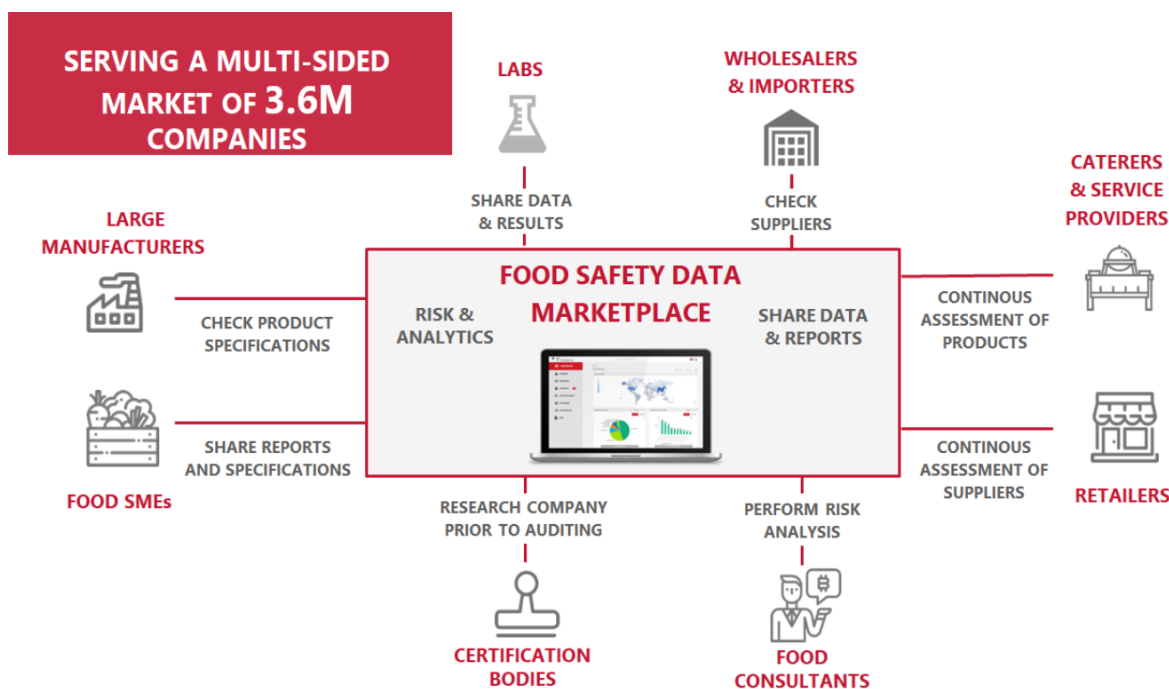 SERVING A MULTI-SIDED
MARKET OF 3.6M
COMPANIES
LABS
SHARE DATA
& RESULTS
WHOLESALERS
& IMPORTERS
CHECK
SUPPLIERS
CATERERS
& SERVICE
PROVIDERS
CONTINOUS
ASSESSMENT OF
PRODUCTS
LARGE
MANUFACTURERS
CHECK PRODUCT
SPECIFICATIONS
FOOD SAFETY DATA
MARKETPLACE
RISK &
ANALYTICS
SHARE DATA
& REPORTS
SHARE REPORTS
AND SPECIFICATIONS
FOOD SMEs
CONTINOUS
ASSESSMENT OF
SUPPLIERS
RETAILERS
RESEARCH COMPANY
PRIOR TO AUDITING
CERTIFICATION
BODIES
PERFORM RISK
ANALYSIS
FOOD
CONSULTANTS